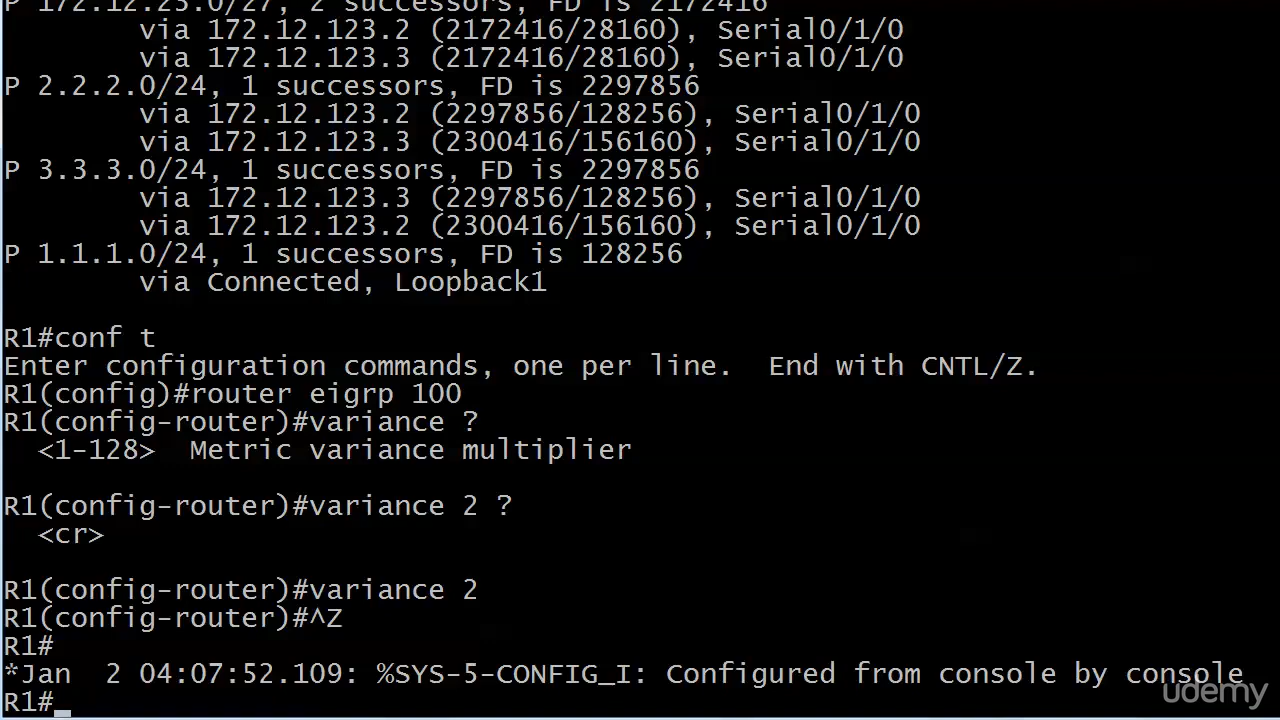 P 172.12.23.0/27, 2 successors, FD is 2172416
via 172.12.123.2 (2172416/28160), Serial0/1/0
via 172.12.123.3 (2172416/28160), Serial0/1/0
P 2.2.2.0/24, 1 successors, FD is 2297856
via 172.12.123.2 (2297856/128256), Serial0/1/0
via 172.12.123.3 (2300416/156160), Serial0/1/0
P 3.3.3.0/24, 1 successors, FD is 2297856
via 172.12.123.3 (2297856/128256), Serial0/1/0
via 172.12.123.2 (2300416/156160), Serial0/1/0
P 1.1.1.0/24, 1 successors, FD is 128256
via Connected, Loopback1
R1#conf t
Enter configuration commands, one per line.  End with CNTL/Z.
R1(config)#router eigrp 100
R1(config-router)#variance ?
<1-128>  Metric variance multiplier
R1(config-router)#variance 2 ?
<cr>
R1(config-router)#variance 2
R1(config-router)#^Z
R1#
*Jan  2 04:07:52.109: %SYS-5-CONFIG_I: Configured from console by console
R1#_
udemy